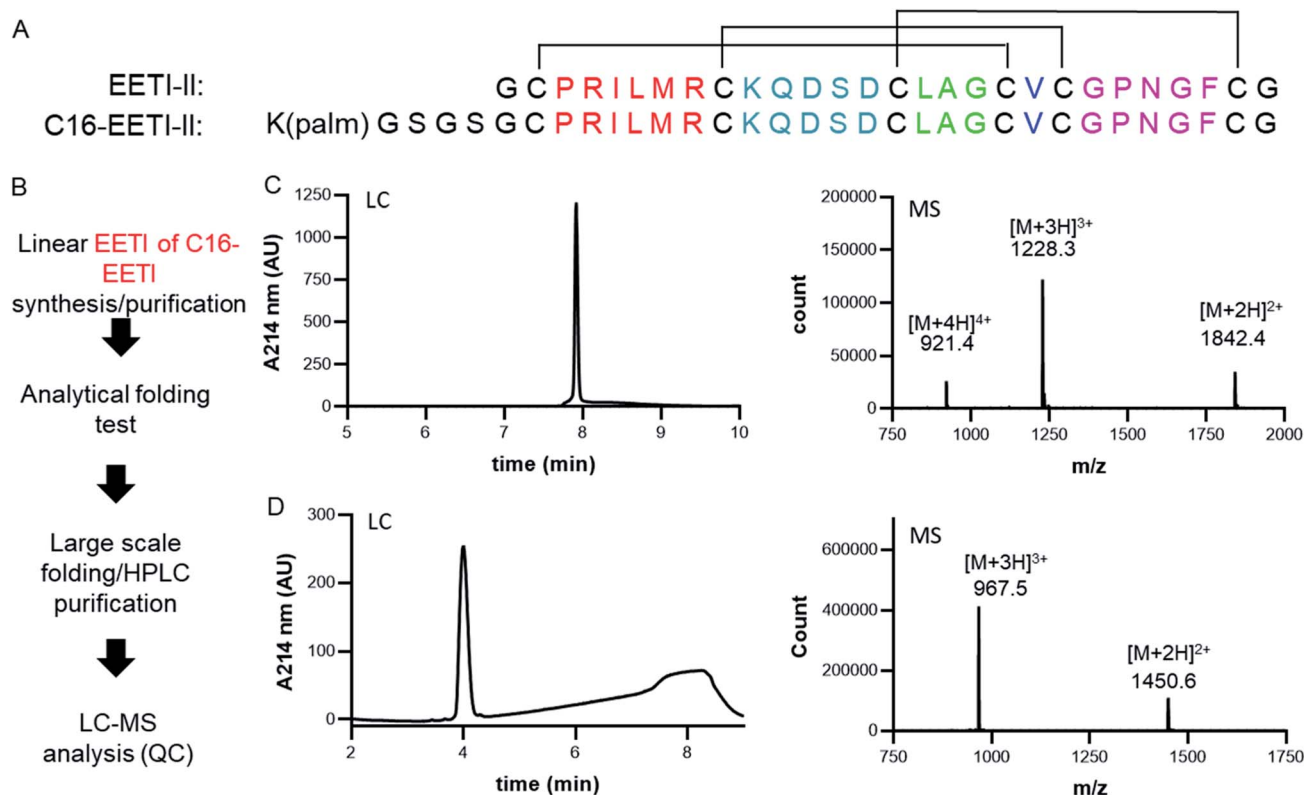 A
EETI-II: G C P R I L M R C K Q D S D C L A G C V C G P N G F C G
C16-EETI-II: K(palm) G S G S G C P R I L M R C K Q D S D C L A G C V C G P N G F C G
B
Linear EETI of C16-
EETI
synthesis/purification
Analytical folding
test
Large scale
folding/HPLC
purification
LC-MS
analysis (QC)
C
LC
A214 nm (AU)
1250
1000
750
500
250
0
5 6 7 8 9 10
time (min)
MS
count
200000
150000
100000
50000
0
[M+4H]4+
921.4
[M+3H]3+
1228.3
[M+2H]2+
1842.4
750 1000 1250 1500 1750 2000
m/z
D
LC
A214 nm (AU)
300
200
100
0
2 4 6 8
time (min)
MS
Count
600000
400000
200000
0
[M+3H]3+
967.5
[M+2H]2+
1450.6
750 1000 1250 1500 1750
m/z